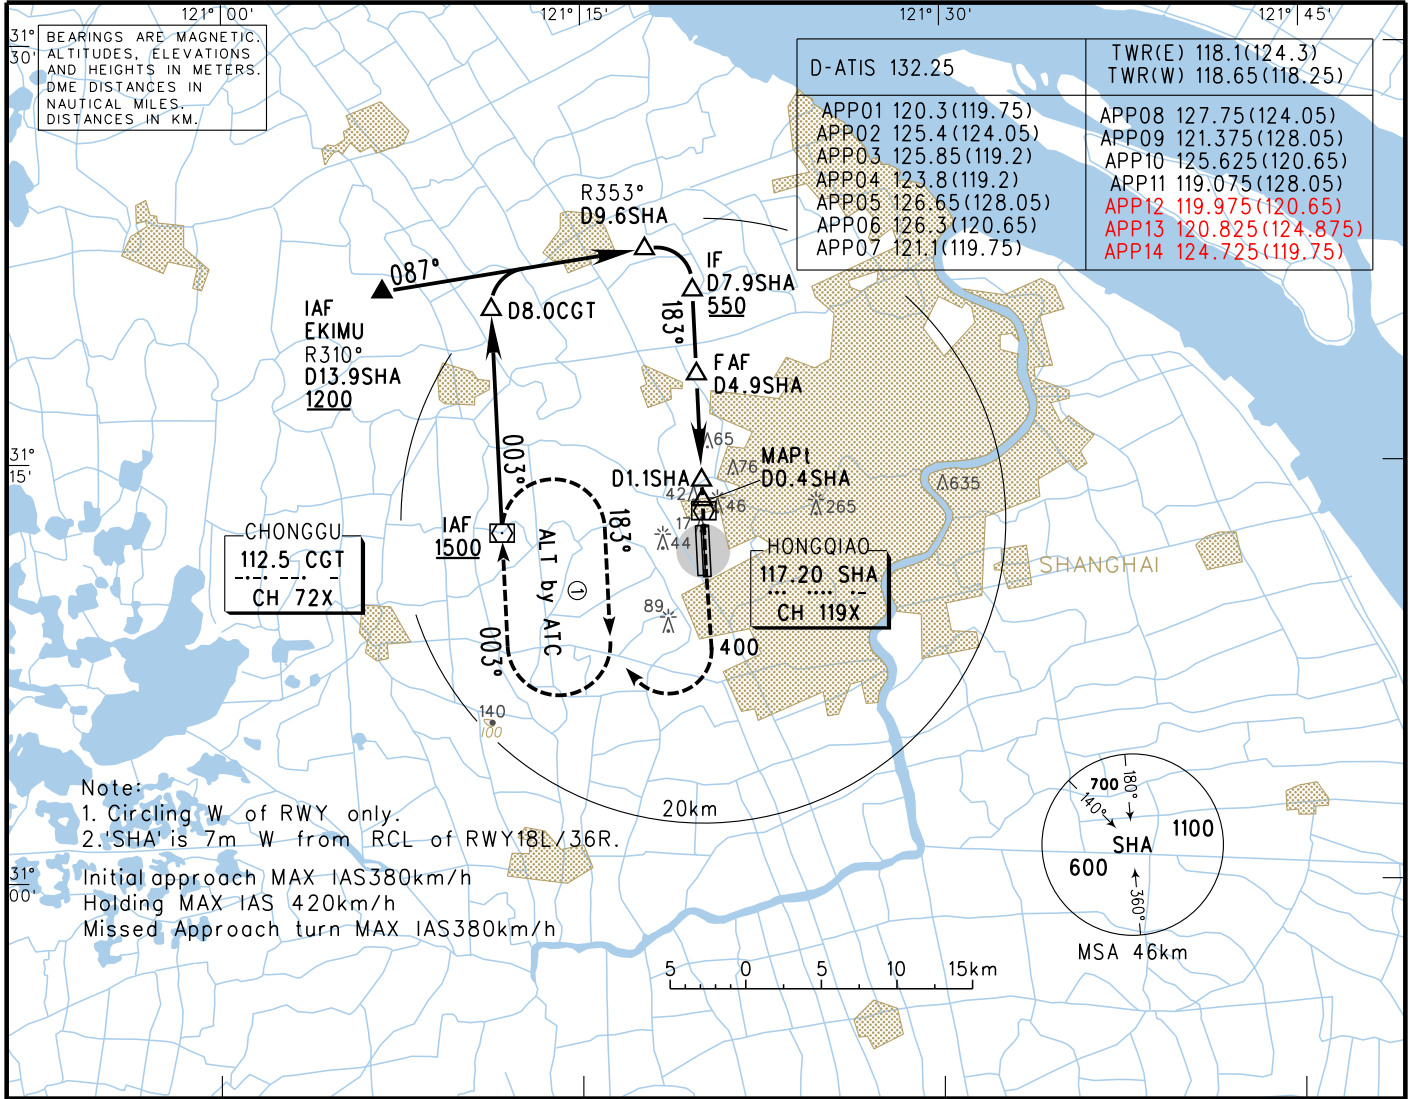 121° 00'
121° 15'
121° 30'
121° 45'
31°
30'
BEARINGS ARE MAGNETIC.
ALTITUDES, ELEVATIONS
AND HEIGHTS IN METERS.
DME DISTANCES IN
NAUTICAL MILES.
DISTANCES IN KM.
D-ATIS 132.25
TWR(E) 118.1(124.3)
TWR(W) 118.65(118.25)
APP01 120.3(119.75)
APP02 125.4(124.05)
APP03 125.85(119.2)
APP04 123.8(119.2)
APP05 126.65(128.05)
APP06 126.3(120.65)
APP07 121.1(119.75)
APP08 127.75(124.05)
APP09 121.375(128.05)
APP10 125.625(120.65)
APP11 119.075(128.05)
APP12 119.975(120.65)
APP13 120.825(124.875)
APP14 124.725(119.75)
R353°
D9.6SHA
087°
IAF
EKIMU
R310°
D13.9SHA
1200
D8.0CGT
IF
D7.9SHA
550
183°
FAF
D4.9SHA
65
76
MAPt
D0.4SHA
D1.1SHA
42
46
265
635
17
44
31°
15'
003°
183°
IAF
1500
CHONGGU
112.5 CGT
-·-· --· -
CH 72X
ALT by ATC
①
003°
HONGQIAO
117.20 SHA
··· ···· ·-
CH 119X
SHANGHAI
89
400
140
100
20km
Note:
1. Circling W of RWY only.
2.'SHA' is 7m W from RCL of RWY18L/36R.
Initial approach MAX IAS380km/h
Holding MAX IAS 420km/h
Missed Approach turn MAX IAS380km/h
31°
00'
700
180°
140°
SHA
1100
600
360°
MSA 46km
5 0 5 10 15km